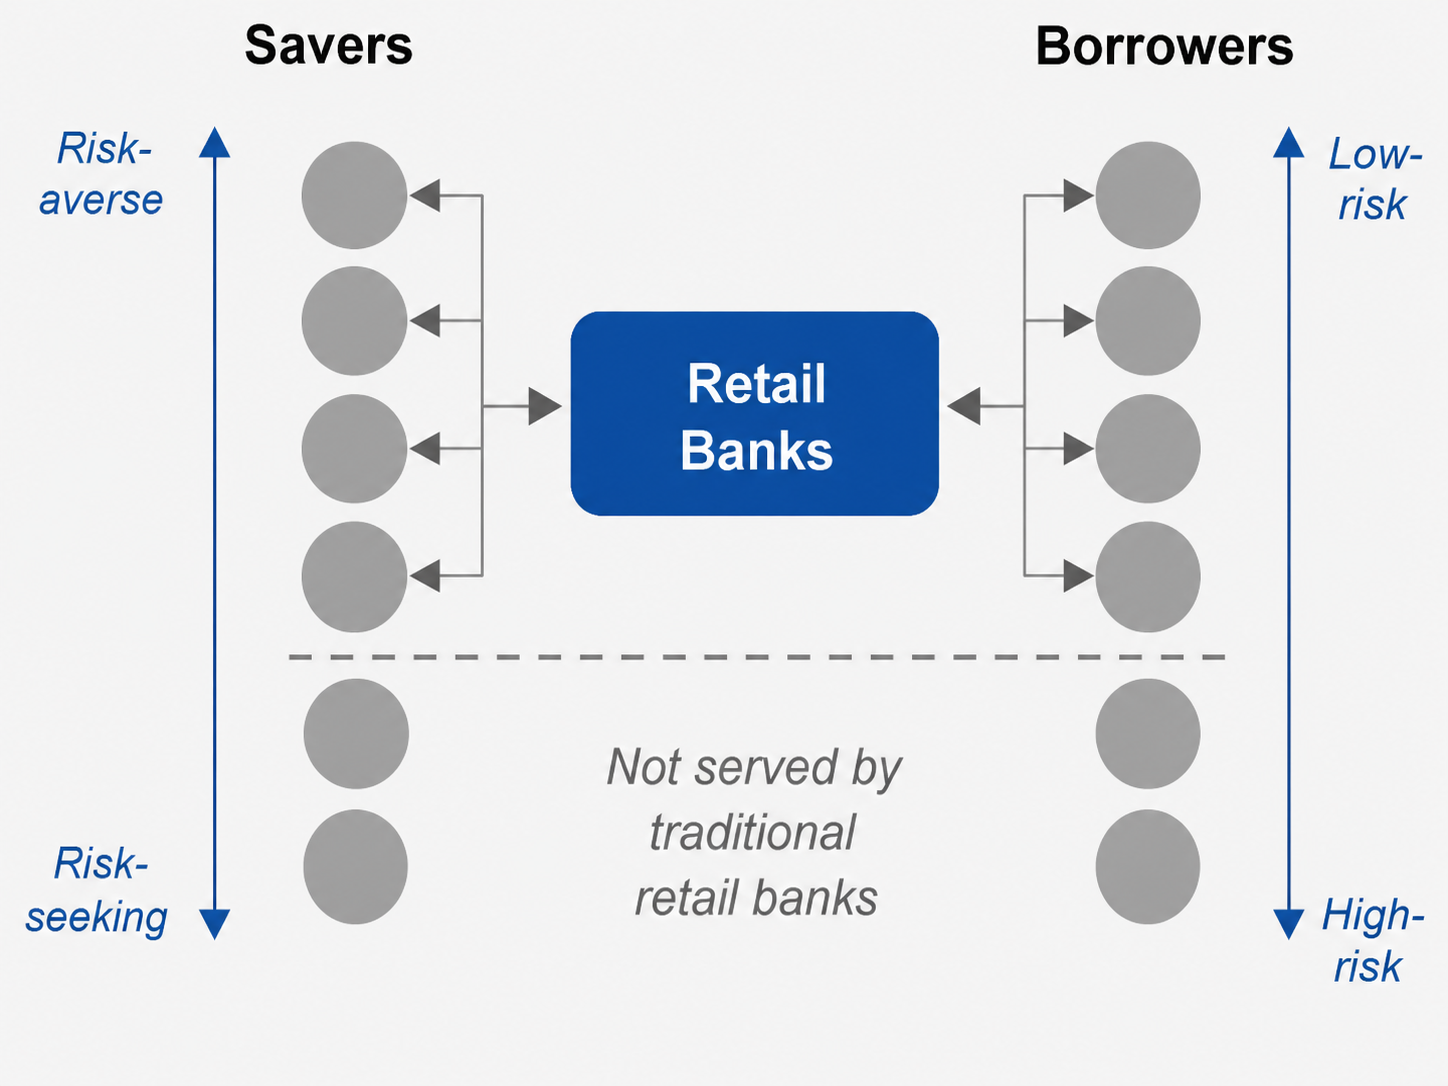 Savers
Borrowers
Risk-
averse
Low-
risk
Retail
Banks
Not served by
traditional
retail banks
Risk-
seeking
High-
risk